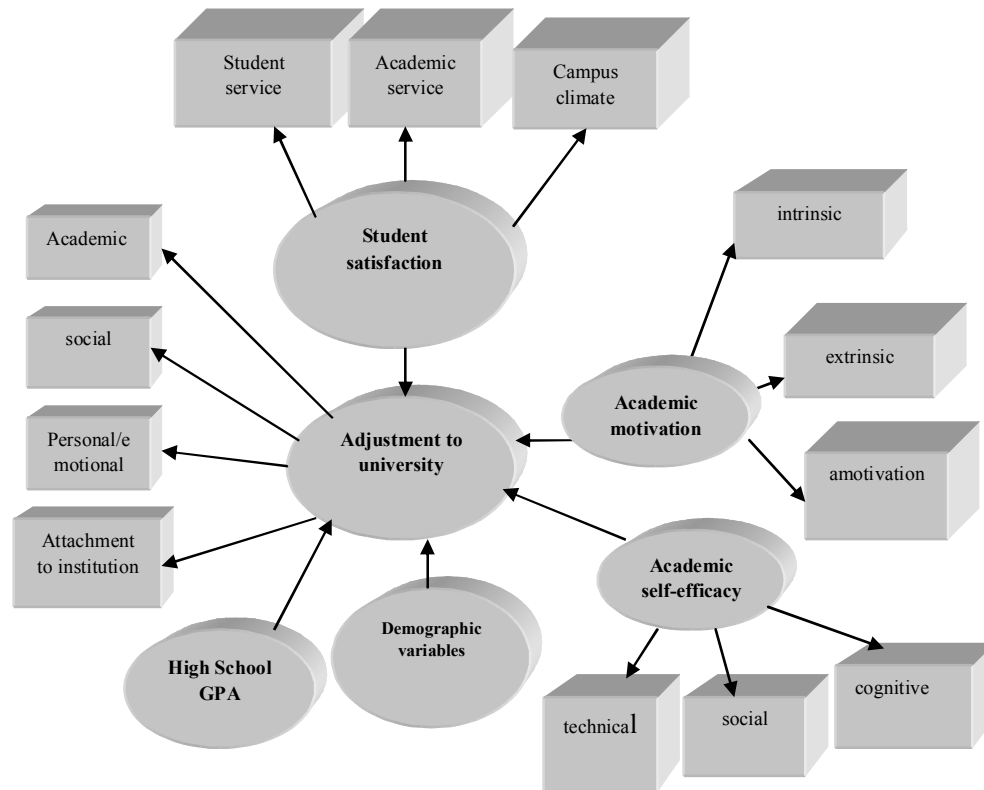 Student
service
Academic
service
Campus
climate
intrinsic
Academic
Student
satisfaction
social
extrinsic
Academic
motivation
Adjustment to
university
Personal/e
motional
amotivation
Attachment
to institution
Academic
self-efficacy
Demographic
variables
High School
GPA
cognitive
technical
social